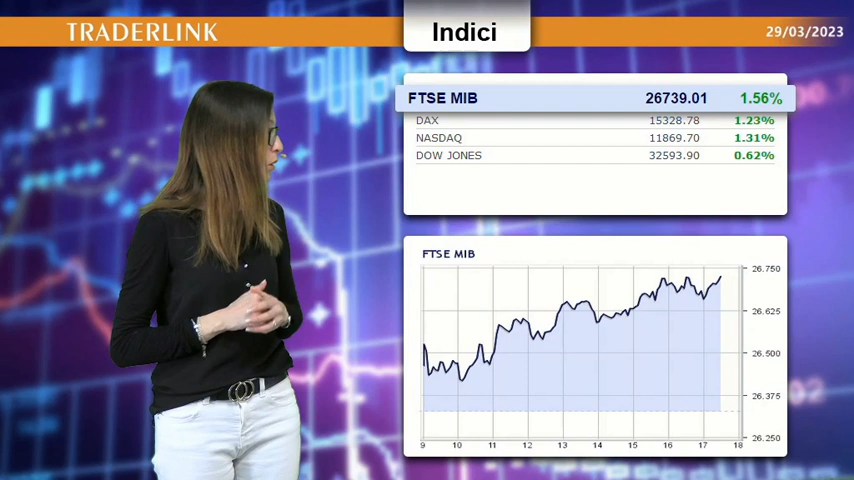 TRADERLINK
Indici
29/03/2023
FTSE MIB 26739.01 1.56%
DAX 15328.78 1.23%
NASDAQ 11869.70 1.31%
DOW JONES 32593.90 0.62%
FTSE MIB
26.750
26.625
26.500
26.375
26.250
9 10 11 12 13 14 15 16 17 18